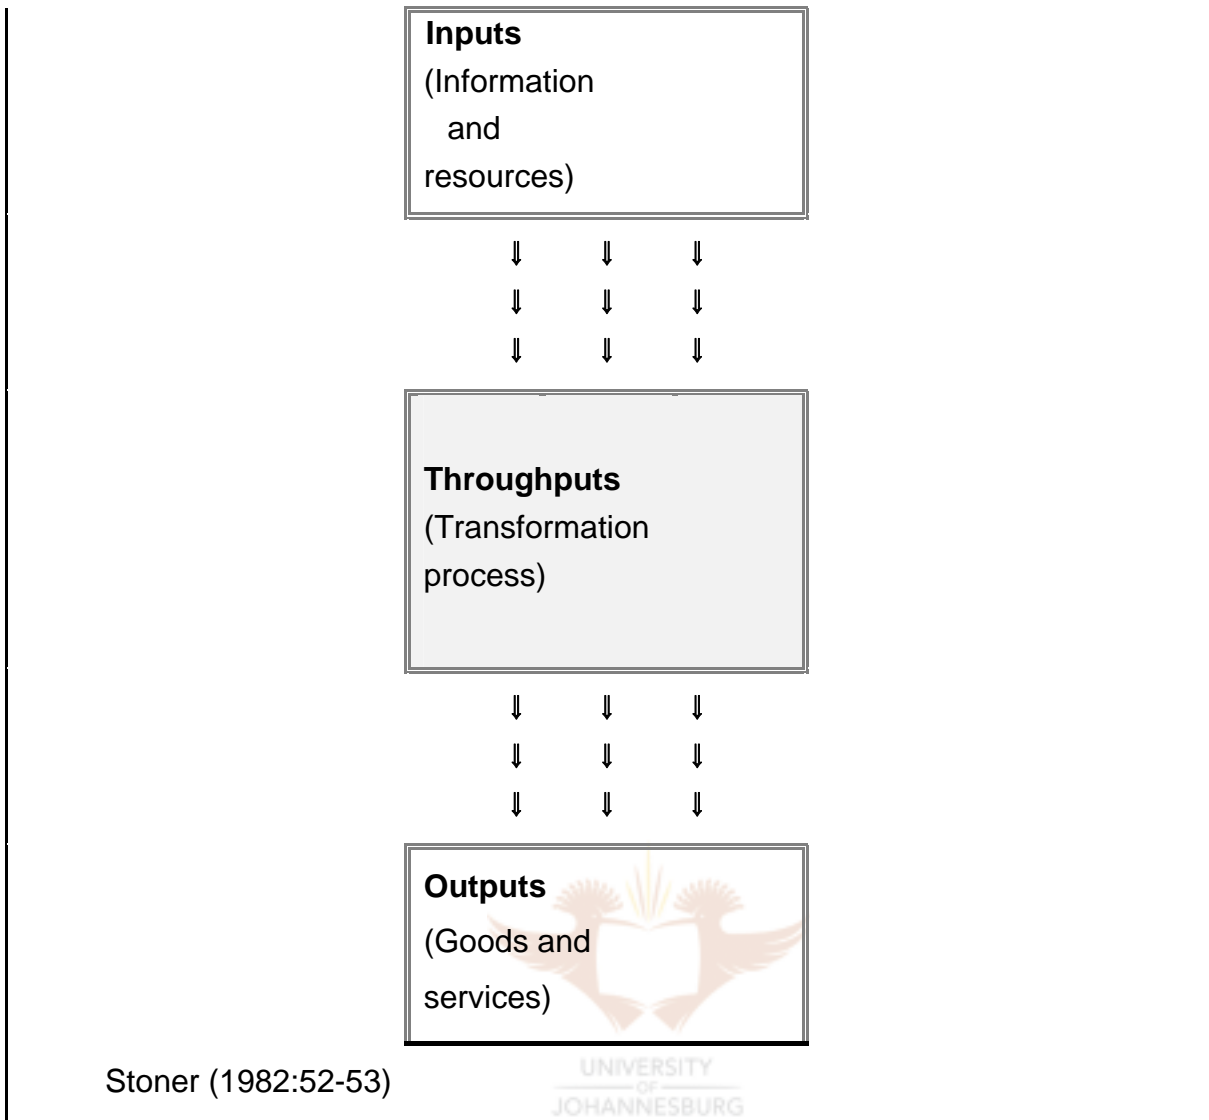 Inputs
(Information
and
resources)
⇓ ⇓ ⇓
⇓ ⇓ ⇓
⇓ ⇓ ⇓
Throughputs
(Transformation
process)
⇓ ⇓ ⇓
⇓ ⇓ ⇓
⇓ ⇓ ⇓
Outputs
(Goods and
services)
Stoner (1982:52-53)
UNIVERSITY
OF
JOHANNESBURG